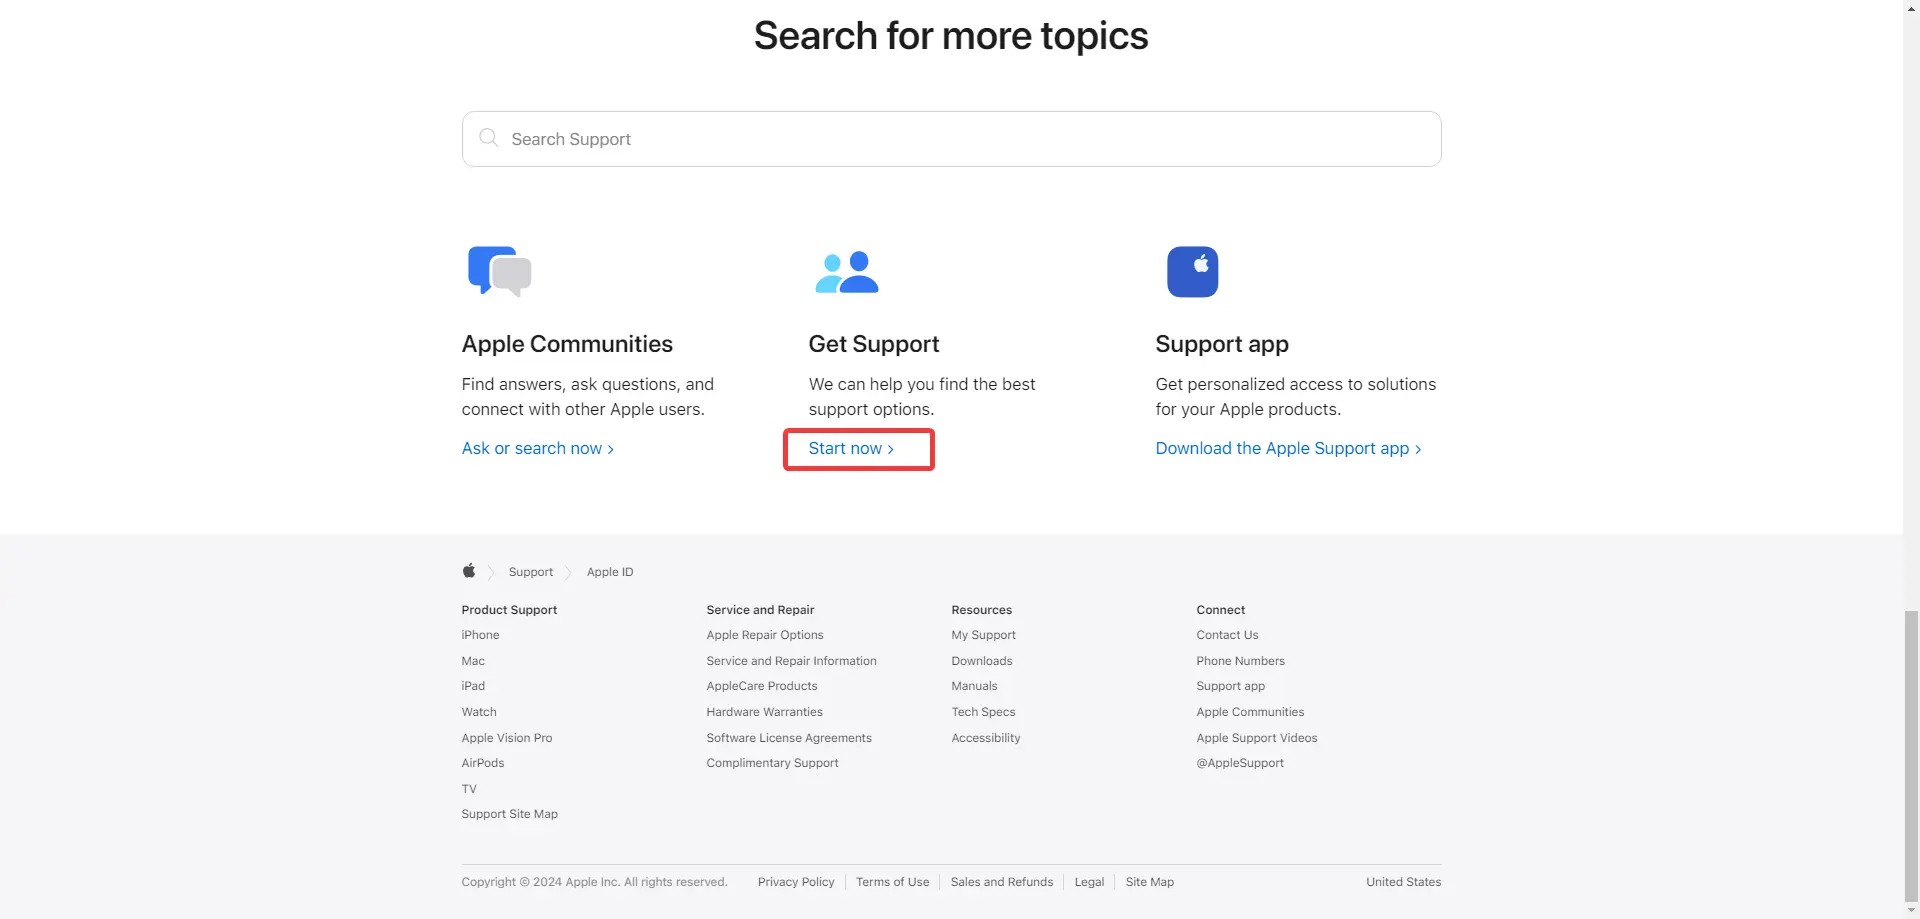 Search for more topics
Search Support
Apple Communities
Find answers, ask questions, and
connect with other Apple users.
Ask or search now >
Get Support
We can help you find the best
support options.
Start now >
Support app
Get personalized access to solutions
for your Apple products.
Download the Apple Support app >
Support
Apple ID
Product Support
iPhone
Mac
iPad
Watch
Apple Vision Pro
AirPods
TV
Support Site Map
Service and Repair
Apple Repair Options
Service and Repair Information
AppleCare Products
Hardware Warranties
Software License Agreements
Complimentary Support
Resources
My Support
Downloads
Manuals
Tech Specs
Accessibility
Connect
Contact Us
Phone Numbers
Support app
Apple Communities
Apple Support Videos
@AppleSupport
Copyright © 2024 Apple Inc. All rights reserved.
Privacy Policy
Terms of Use
Sales and Refunds
Legal
Site Map
United States